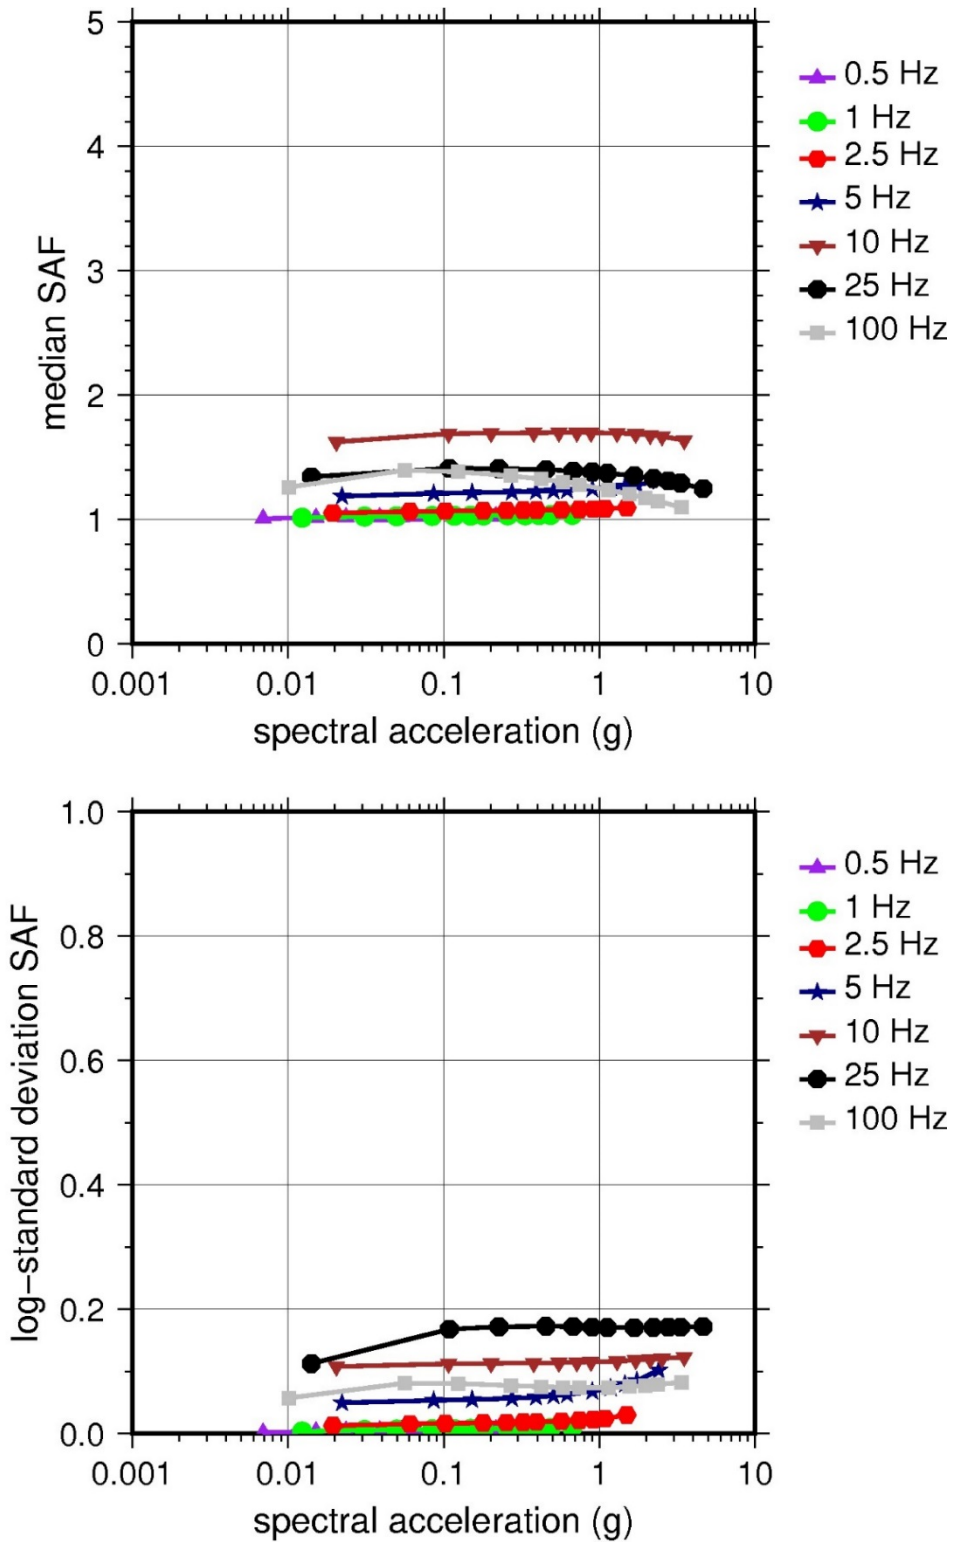 5
4
3
2
1
0
median SAF
0.001 0.01 0.1 1 10
spectral acceleration (g)
0.5 Hz
1 Hz
2.5 Hz
5 Hz
10 Hz
25 Hz
100 Hz
1.0
0.8
0.6
0.4
0.2
0.0
log−standard deviation SAF
0.001 0.01 0.1 1 10
spectral acceleration (g)
0.5 Hz
1 Hz
2.5 Hz
5 Hz
10 Hz
25 Hz
100 Hz